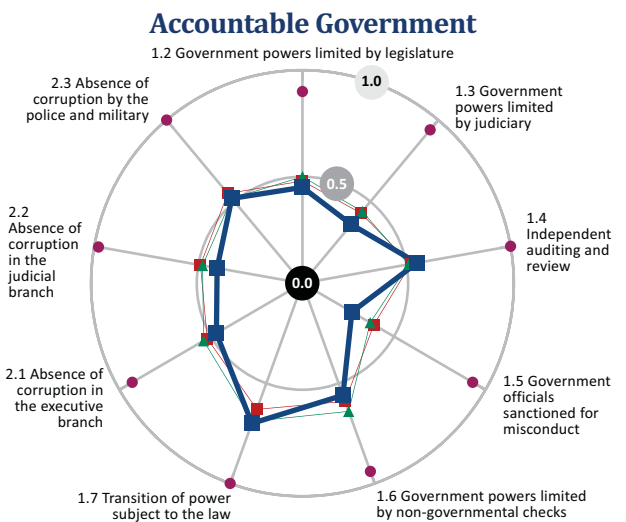 Accountable Government
1.2 Government powers limited by legislature
1.0
2.3 Absence of
corruption by the
police and military
1.3 Government
powers limited
by judiciary
0.5
2.2
Absence of
corruption
in the
judicial
branch
1.4
Independent
auditing and
review
0.0
2.1 Absence of
corruption in
the executive
branch
1.5 Government
officials
sanctioned for
misconduct
1.7 Transition of power
subject to the law
1.6 Government powers limited
by non-governmental checks